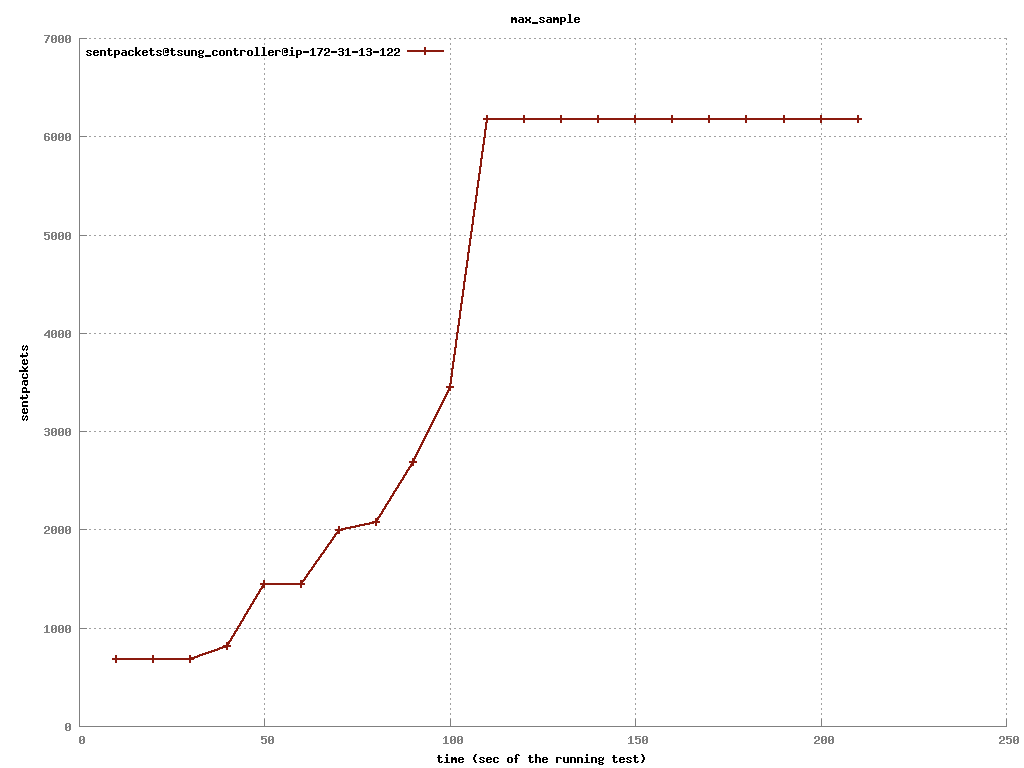 max_sample
sentpackets@tsung_controller@ip-172-31-13-122
7000
6000
5000
4000
3000
2000
1000
0
sentpackets
0 50 100 150 200 250
time (sec of the running test)